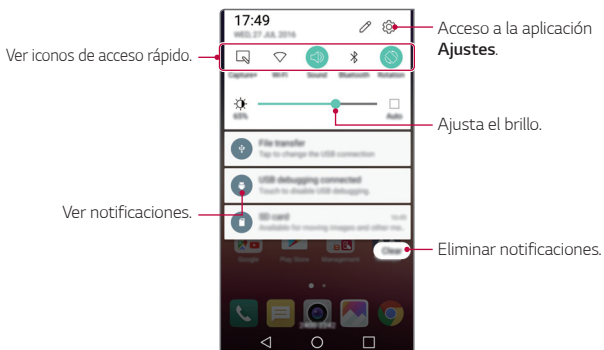 17:49
WED, 27 JUL 2016
Acceso a la aplicación
Ajustes.
Ver iconos de acceso rápido.
Capture+ Wi-Fi Sound Bluetooth Rotation
65% Auto
Ajusta el brillo.
File transfer
Tap to change the USB connection
USB debugging connected
Touch to disable USB debugging.
Ver notificaciones.
SD card 16:49
Available for moving images and other me..
Clear
Eliminar notificaciones.
Google Play Store Management